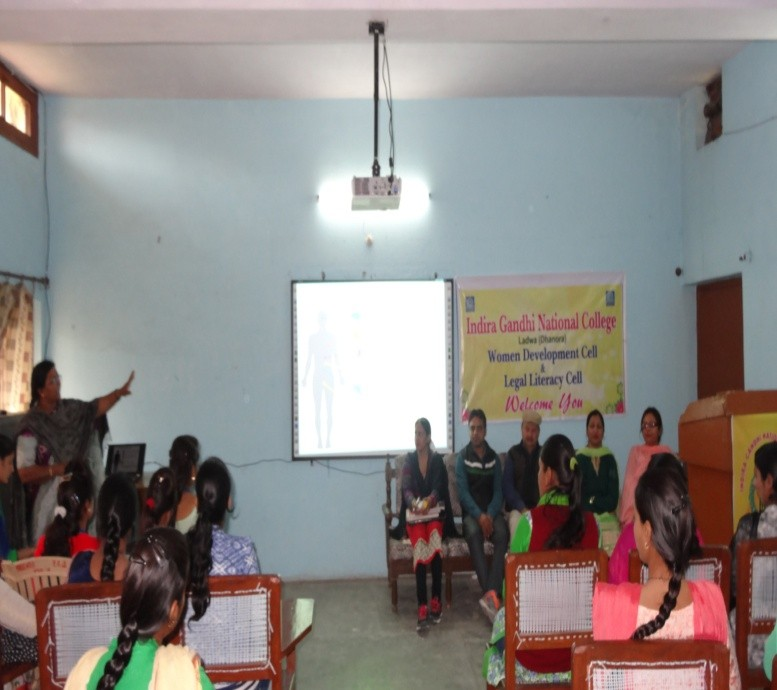 Indira Gandhi National College
Ladwa (Dhanora)
Women Development Cell
&
Legal Literacy Cell
Welcome You